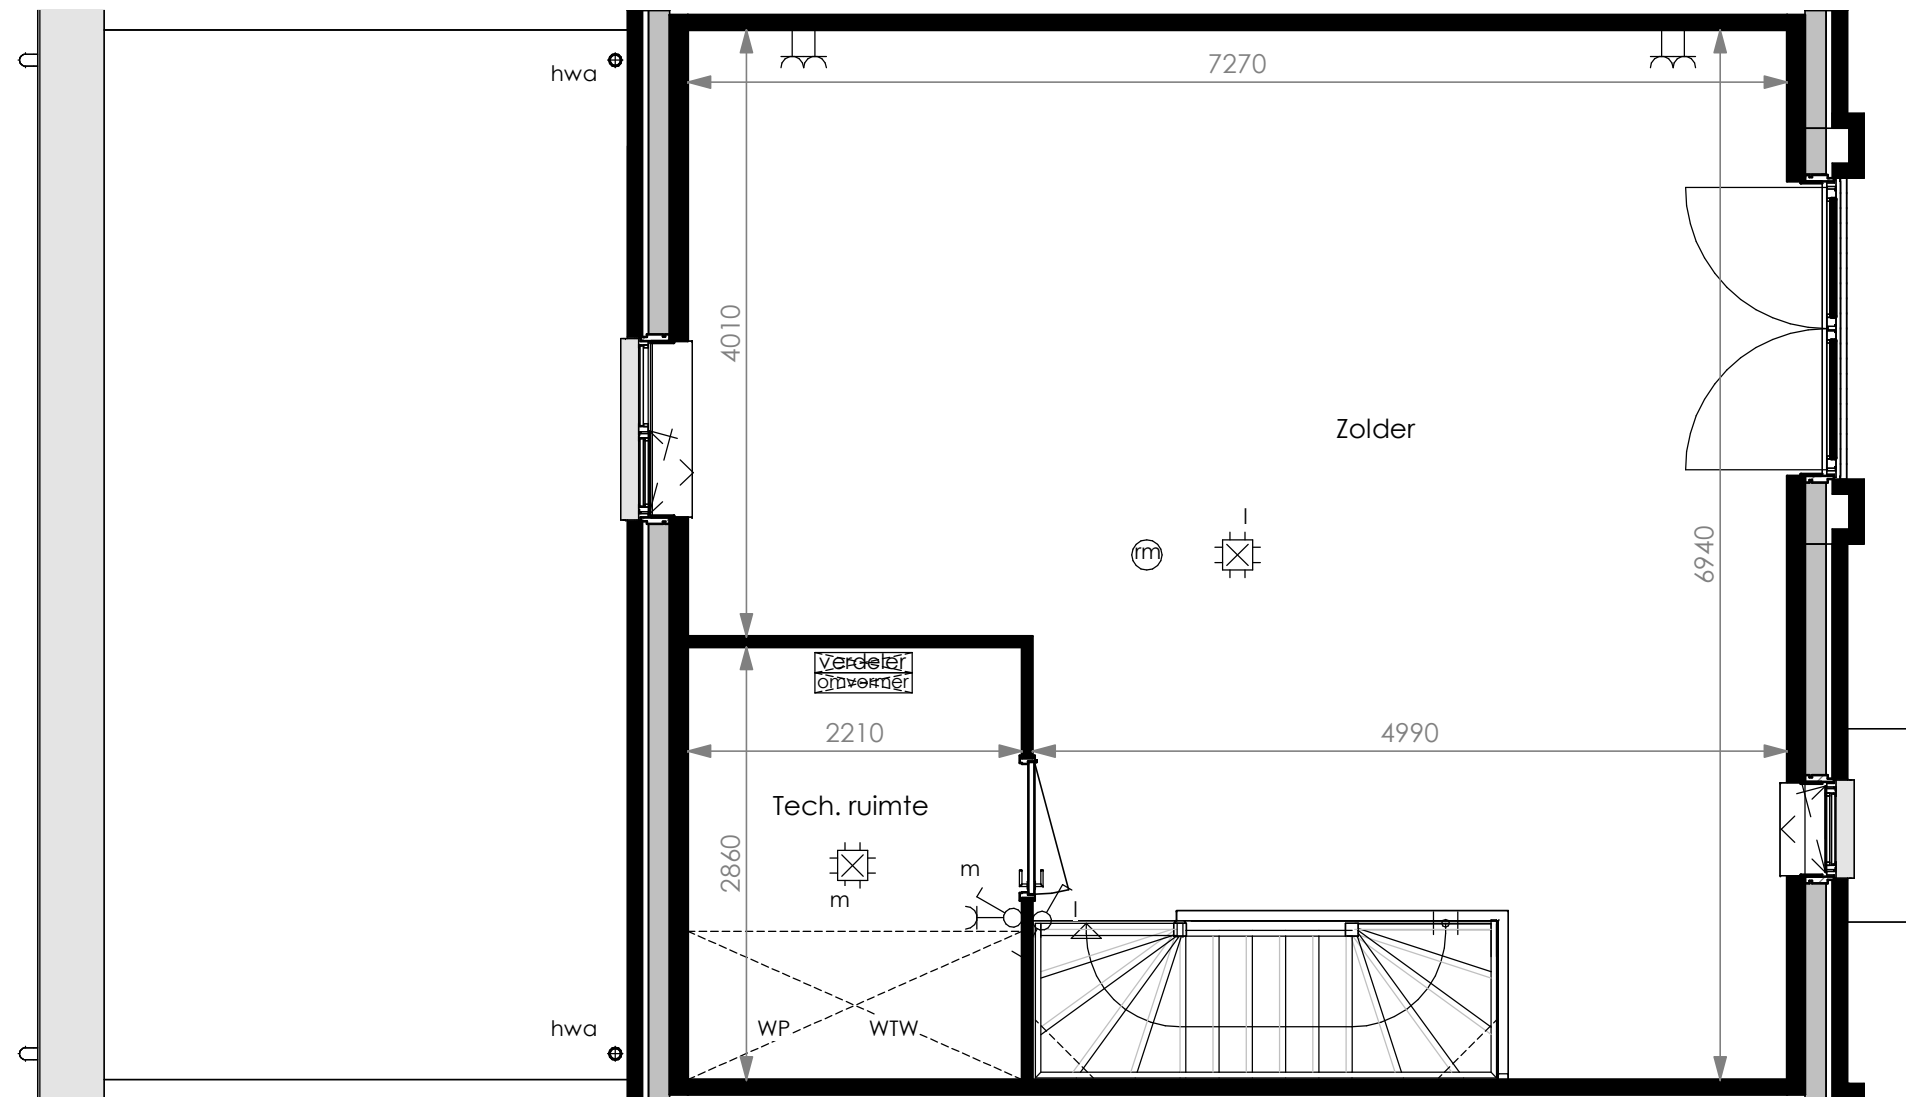 hwa
7270
4010
Zolder
l
rm
6940
verdeler
omvormer
2210
4990
Tech. ruimte
2860
m
m
l
hwa
WP
WTW